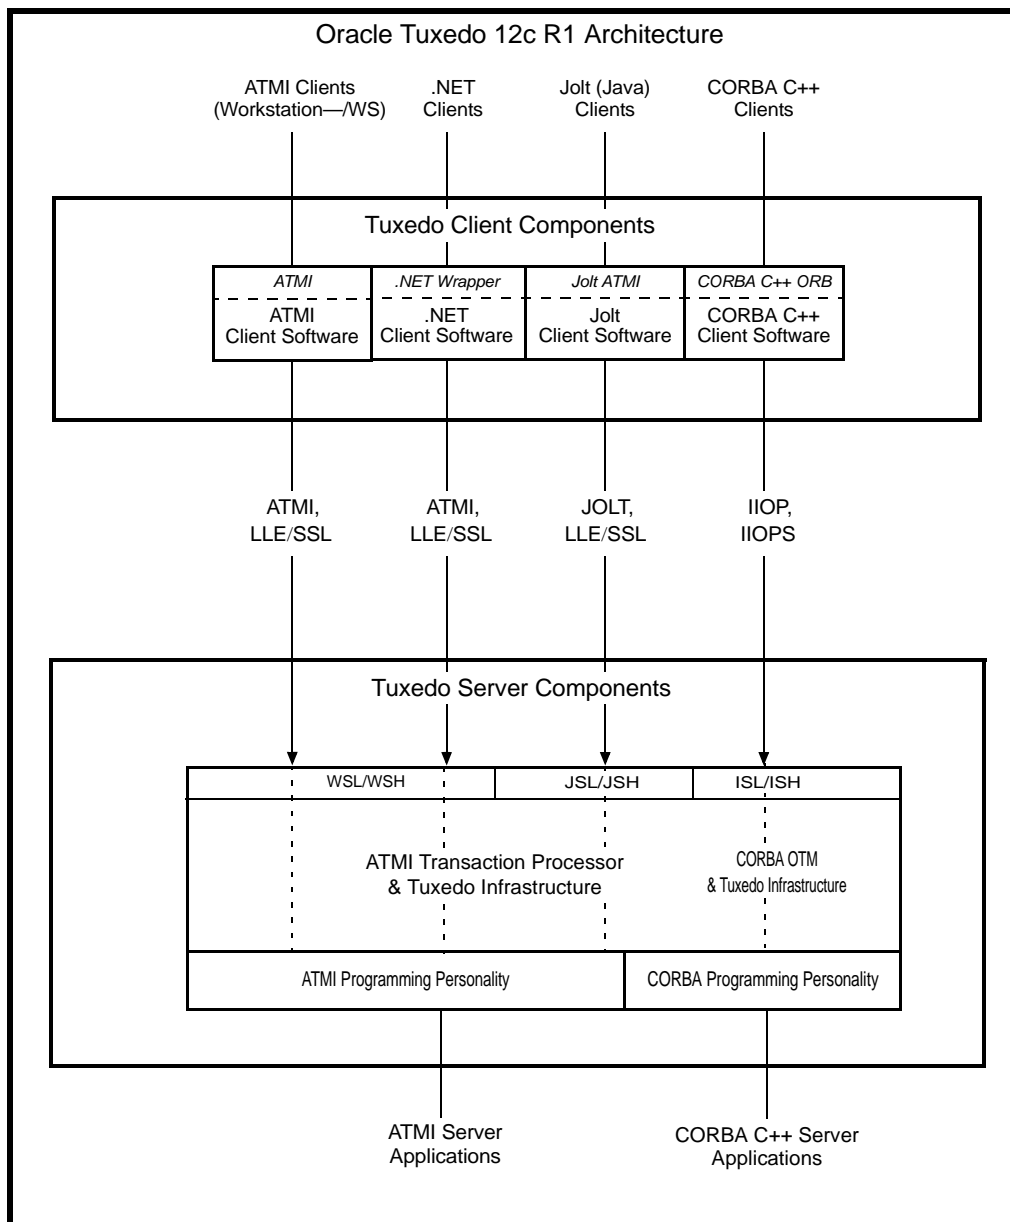 Oracle Tuxedo 12c R1 Architecture
ATMI Clients
(Workstation—/WS)
.NET
Clients
Jolt (Java)
Clients
CORBA C++
Clients
Tuxedo Client Components
ATMI
.NET Wrapper
Jolt ATMI
CORBA C++ ORB
ATMI
Client Software
.NET
Client Software
Jolt
Client Software
CORBA C++
Client Software
ATMI,
LLE/SSL
ATMI,
LLE/SSL
JOLT,
LLE/SSL
IIOP,
IIOPS
Tuxedo Server Components
WSL/WSH
JSL/JSH
ISL/ISH
ATMI Transaction Processor
& Tuxedo Infrastructure
CORBA OTM
& Tuxedo Infrastructure
ATMI Programming Personality
CORBA Programming Personality
ATMI Server
Applications
CORBA C++ Server
Applications